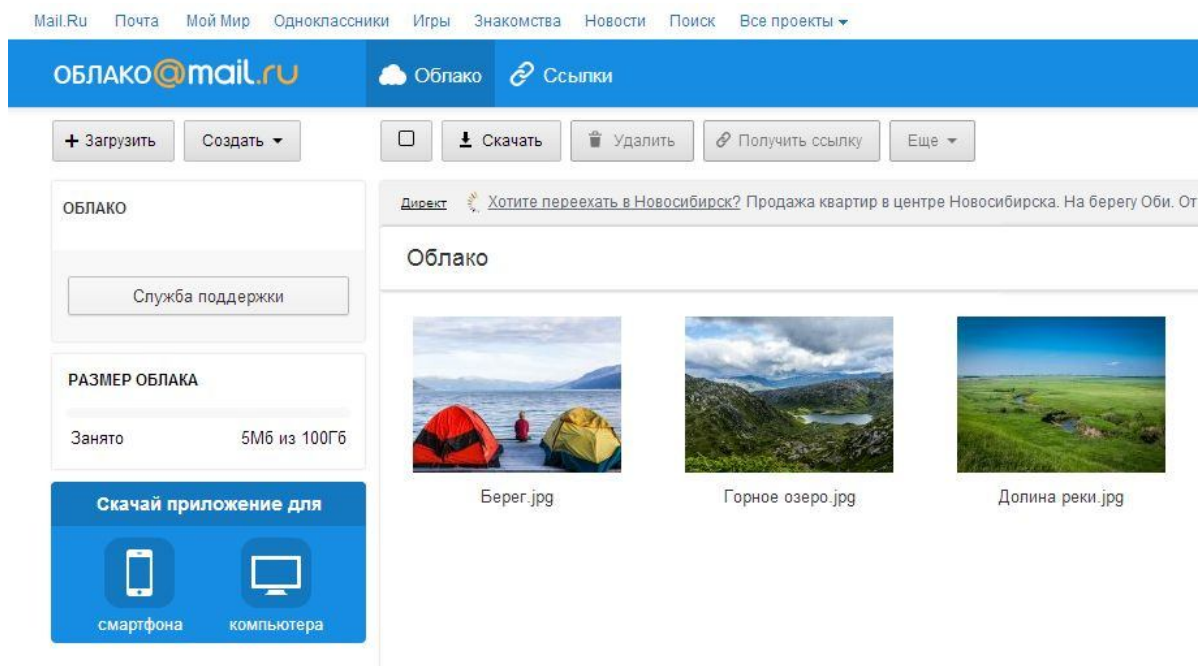 Mail.Ru Почта Мой Мир Одноклассники Игры Знакомства Новости Поиск Все проекты
ОБЛАКО@mail.ru Облако Ссылки
+ Загрузить Создать Скачать Удалить Получить ссылку Еще
ОБЛАКО
Служба поддержки
РАЗМЕР ОБЛАКА
Занято 5Мб из 100Гб
Скачай приложение для
смартфона компьютера
Директ Хотите переехать в Новосибирск? Продажа квартир в центре Новосибирска. На берегу Оби. От
Облако
Берег.jpg Горное озеро.jpg Долина реки.jpg